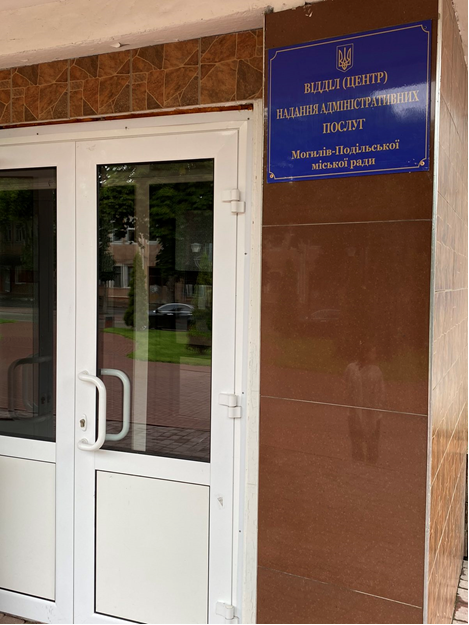 ВІДДІЛ (ЦЕНТР)
НАДАННЯ АДМІНІСТРАТИВНИХ
ПОСЛУГ
Могилів-Подільської
міської ради